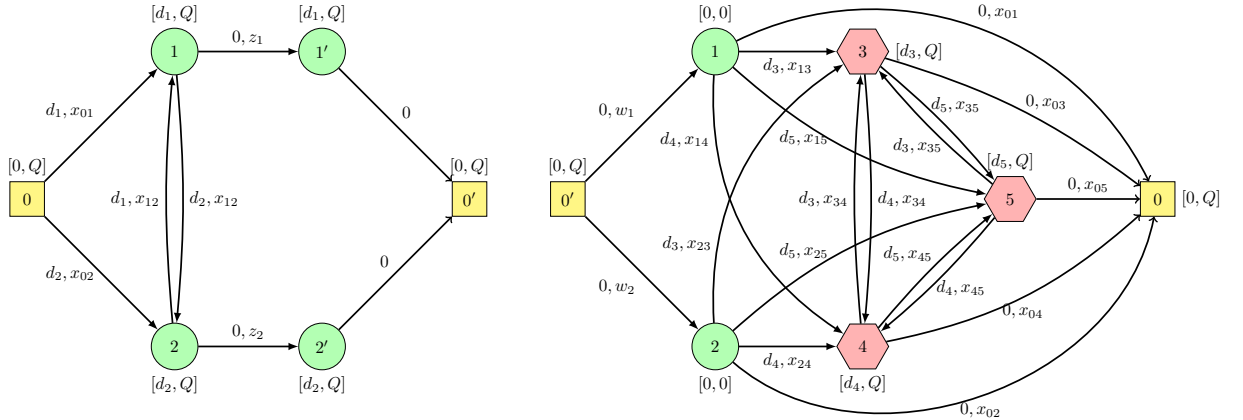 [d₁, Q]
[d₁, Q]
1
0, z₁
1′
d₁, x₀₁
0
[0, Q]
0
d₁, x₁₂
d₂, x₁₂
[0, Q]
0′
d₂, x₀₂
0
2
0, z₂
2′
[d₂, Q]
[d₂, Q]
0, x₀₁
[0, 0]
1
d₃, x₁₃
3
[d₃, Q]
0, w₁
d₄, x₁₄
d₅, x₁₅
d₅, x₃₅
d₃, x₃₅
0, x₀₃
[0, Q]
0′
d₃, x₃₄
d₄, x₃₄
[d₅, Q]
5
0, x₀₅
0
[0, Q]
d₃, x₂₃
d₅, x₂₅
d₅, x₄₅
d₄, x₄₅
0, w₂
0, x₀₄
2
d₄, x₂₄
4
[0, 0]
[d₄, Q]
0, x₀₂